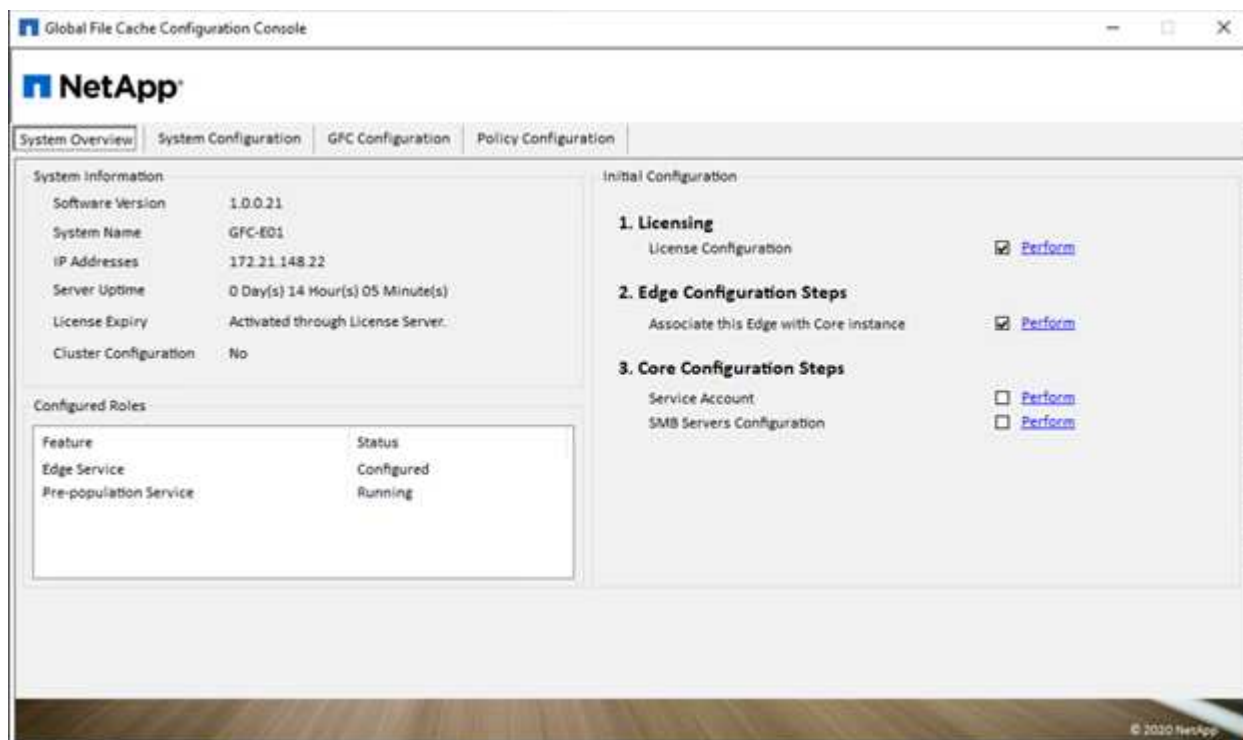 Global File Cache Configuration Console
NetApp
System Overview System Configuration GFC Configuration Policy Configuration
System Information
Software Version 1.0.0.21
System Name GFC-E01
IP Addresses 172.21.148.22
Server Uptime 0 Day(s) 14 Hour(s) 05 Minute(s)
License Expiry Activated through License Server.
Cluster Configuration No
Configured Roles
Feature Status
Edge Service Configured
Pre-population Service Running
Initial Configuration
1. Licensing
License Configuration Perform
2. Edge Configuration Steps
Associate this Edge with Core instance Perform
3. Core Configuration Steps
Service Account Perform
SMB Servers Configuration Perform
© 2020 NetApp